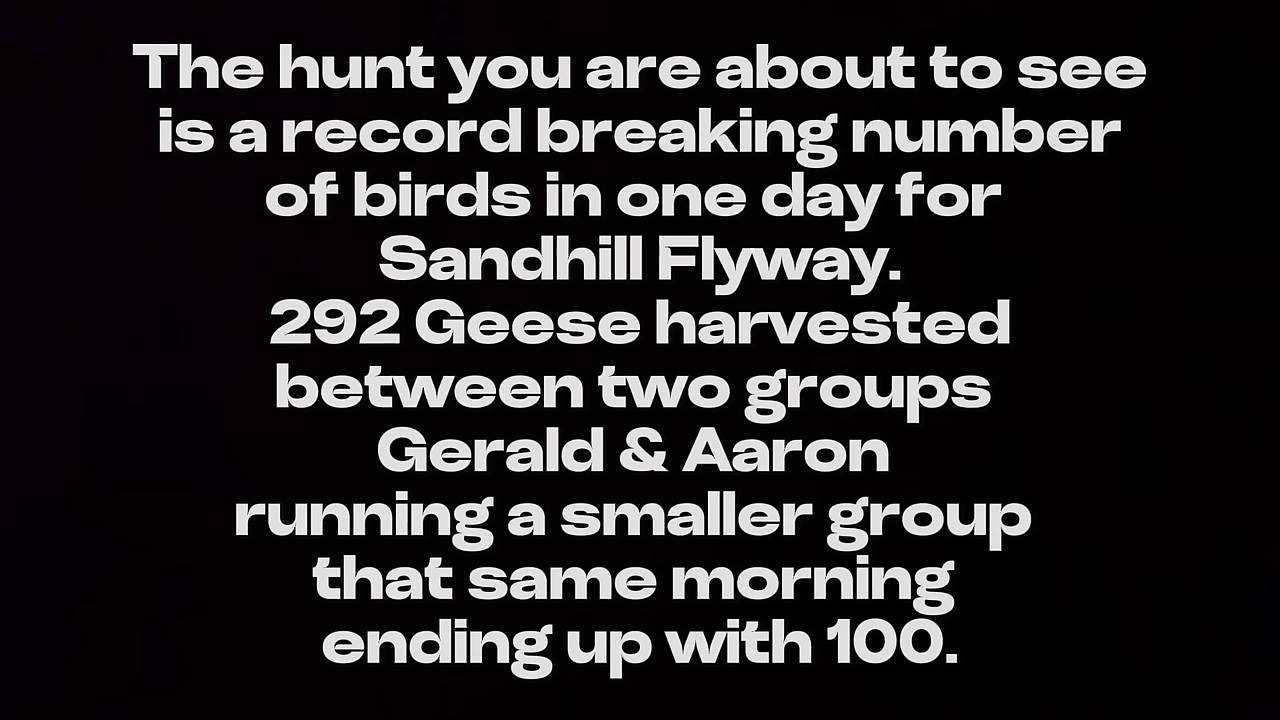 The hunt you are about to see
is a record breaking number
of birds in one day for
Sandhill Flyway.
292 Geese harvested
between two groups
Gerald & Aaron
running a smaller group
that same morning
ending up with 100.